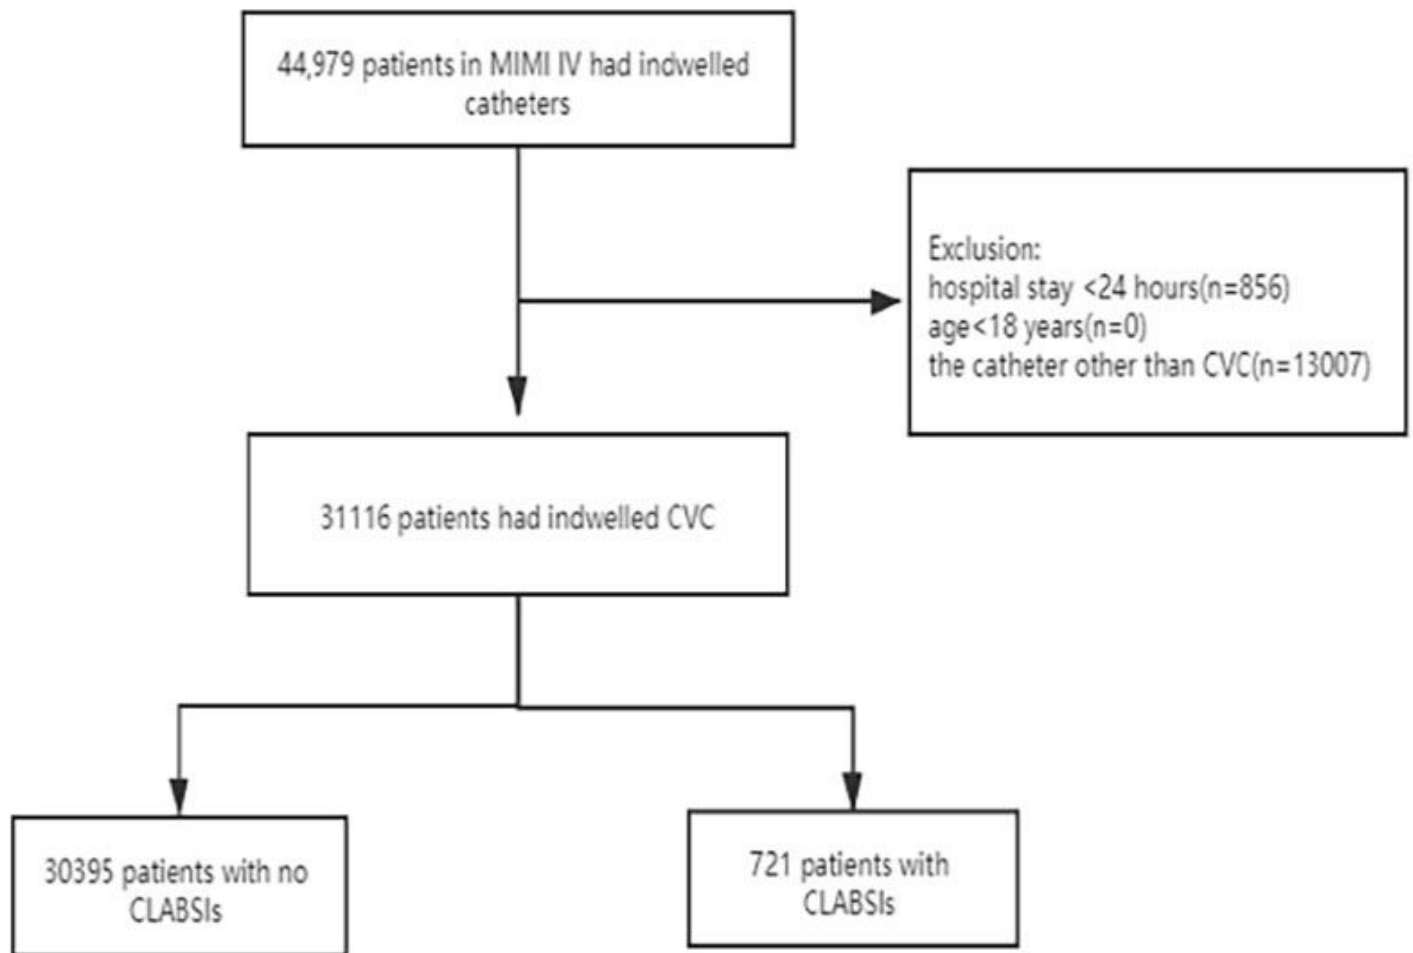 44,979 patients in MIMI IV had indwelled
catheters
Exclusion:
hospital stay <24 hours(n=856)
age<18 years(n=0)
the catheter other than CVC(n=13007)
31116 patients had indwelled CVC
30395 patients with no
CLABSIs
721 patients with
CLABSIs